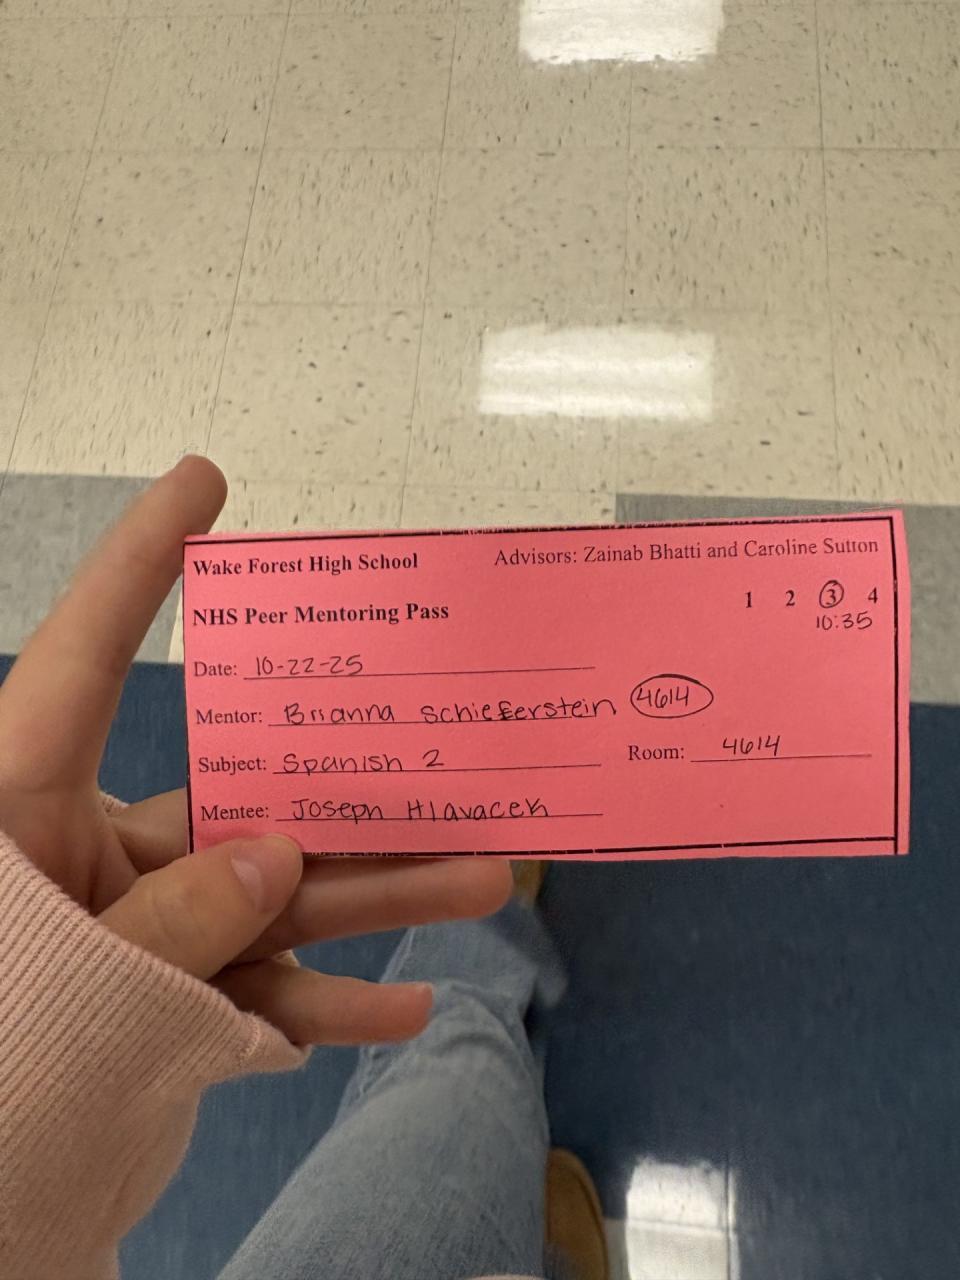 Wake Forest High School Advisors: Zainab Bhatti and Caroline Sutton
NHS Peer Mentoring Pass 1 2 3 4
10:35
Date: 10-22-25
Mentor: Brianna Schieferstein 4614
Subject: Spanish 2 Room: 4614
Mentee: Joseph Hlavacek